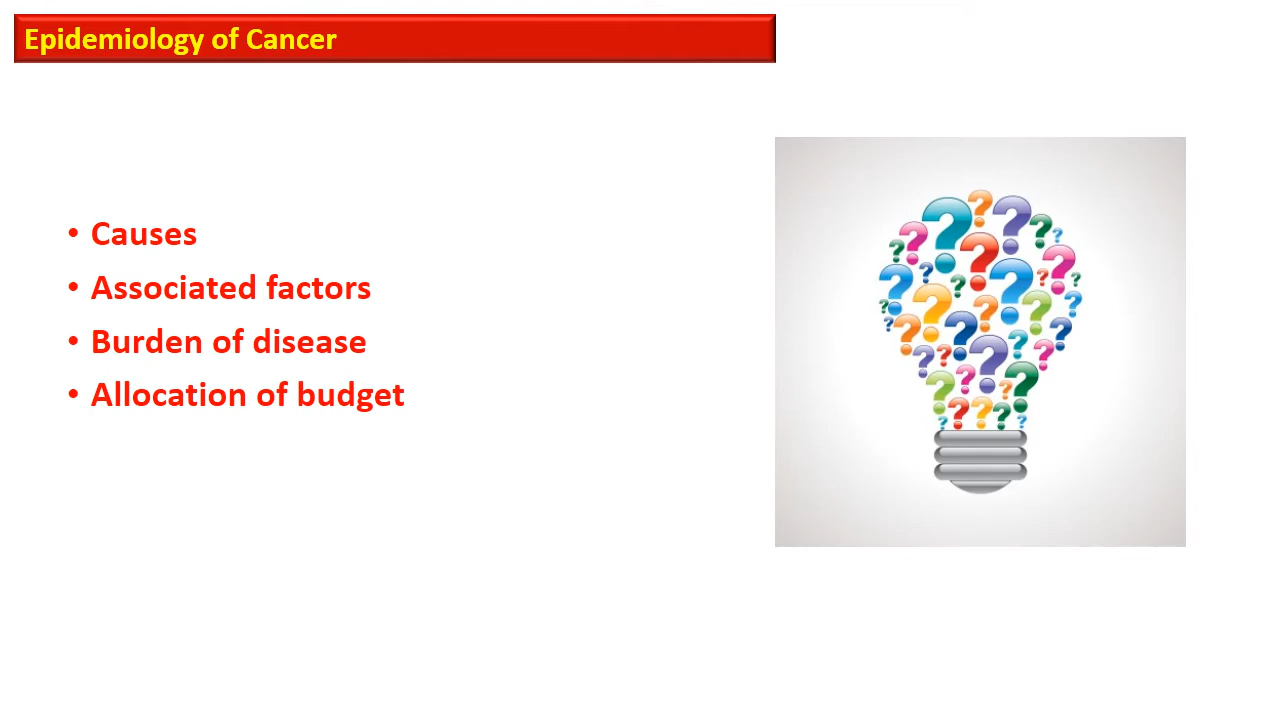 Epidemiology of Cancer
• Causes
• Associated factors
• Burden of disease
• Allocation of budget